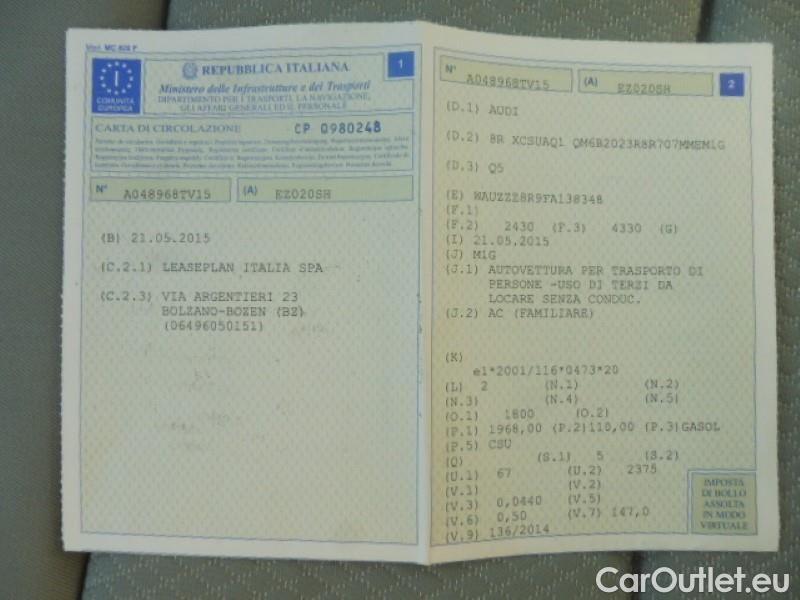 Mod. MC 820 F
I
COMUNITÀ
EUROPEA
REPUBBLICA ITALIANA
1
Ministero delle Infrastrutture e dei Trasporti
DIPARTIMENTO PER I TRASPORTI, LA NAVIGAZIONE,
GLI AFFARI GENERALI ED IL PERSONALE
CARTA DI CIRCOLAZIONE CP 0980248
N° A048968TV15 (A) EZ020SH
(B) 21.05.2015
(C.2.1) LEASEPLAN ITALIA SPA
(C.2.3) VIA ARGENTIERI 23
BOLZANO-BOZEN (BZ)
(06496050151)
N° A048968TV15 (A) EZ020SH 2
(D.1) AUDI
(D.2) 8R XCSUAQ1 QM6B2023R8R707MMEM1G
(D.3) Q5
(E) WAUZZZ8R9FA138348
(F.1)
(F.2) 2430 (F.3) 4330 (G)
(I) 21.05.2015
(J) M1G
(J.1) AUTOVETTURA PER TRASPORTO DI
PERSONE -USO DI TERZI DA
LOCARE SENZA CONDUC.
(J.2) AC (FAMILIARE)
(K)
e1*2001/116*0473*20
(L) 2 (N.1) (N.2)
(N.3) (N.4) (N.5)
(O.1) 1800 (O.2)
(P.1) 1968,00 (P.2)110,00 (P.3)GASOL
(P.5) CSU
(Q) (S.1) 5 (S.2)
(U.1) 67 (U.2) 2375
(V.1) (V.2)
(V.3) 0,0440 (V.5)
(V.6) 0,50 (V.7) 147,0
(V.9) 136/2014
IMPOSTA
DI BOLLO
ASSOLTA
IN MODO
VIRTUALE
CarOutlet.eu